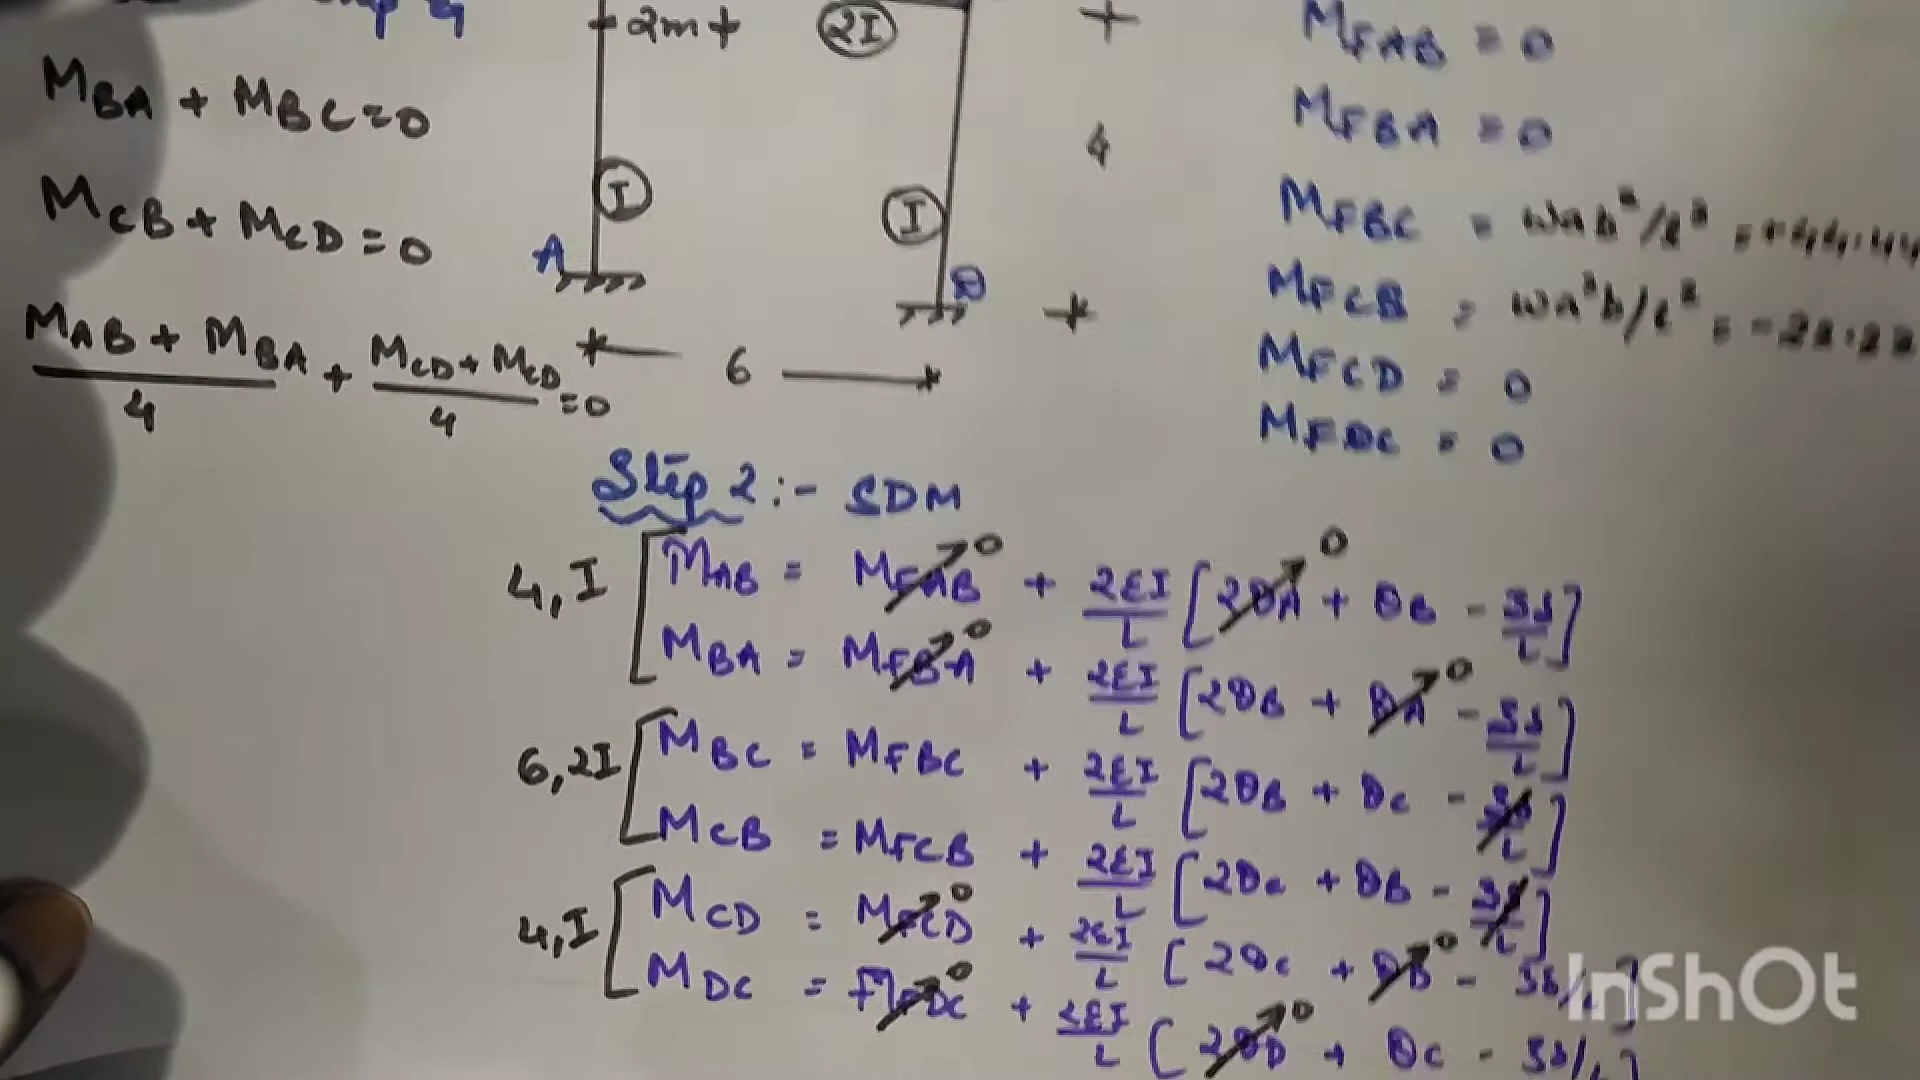 MBA + MBC = 0
MCB + MCD = 0
MAB + MBA / 4 + MCD + MCD / 4 = 0
2m
2I
I
I
A
D
4
6
MFAB = 0
MFBA = 0
MFBC = wab²/l² = +44.44
MFCB = wa²b/l² = -22.22
MFCD = 0
MFDC = 0
Step 2:- SDM
4, I [ MAB = MFAB 0 + 2EI/L [2θA 0 + θB - 3δ/L]
MBA = MFBA 0 + 2EI/L [2θB + θA 0 - 3δ/L]
6, 2I [ MBC = MFBC + 2EI/L [2θB + θC - 3δ/L]
MCB = MFCB + 2EI/L [2θC + θB - 3δ/L]
4, I [ MCD = MFCD 0 + 2EI/L [2θC + θD 0 - 3δ/L]
MDC = MFDC 0 + 2EI/L [2θD 0 + θC - 3δ/L]
InShOt